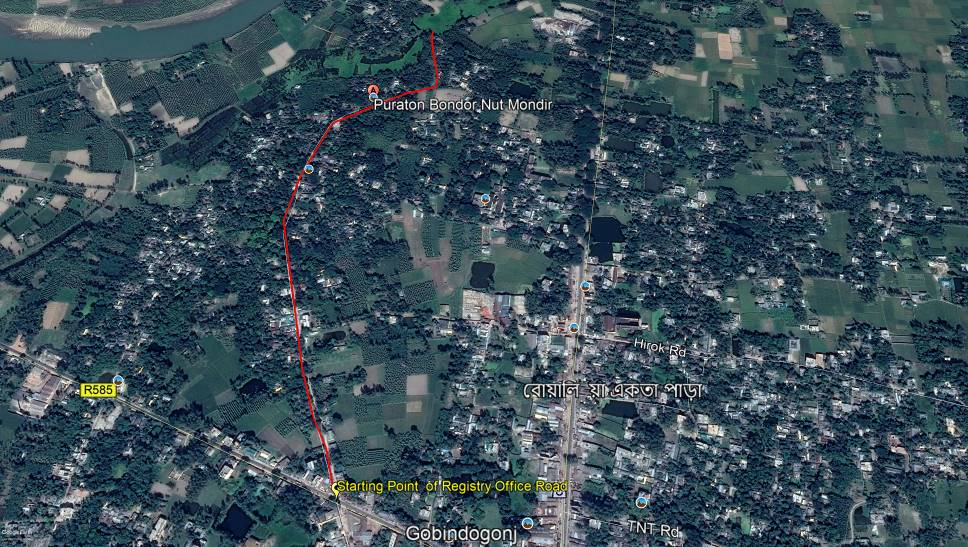 Puraton Bondor Nut Mondir
Hirok Rd
R585
বোয়ালি য়া একতা পাড়া
Starting Point of Registry Office Road
Gobindogonj
TNT Rd